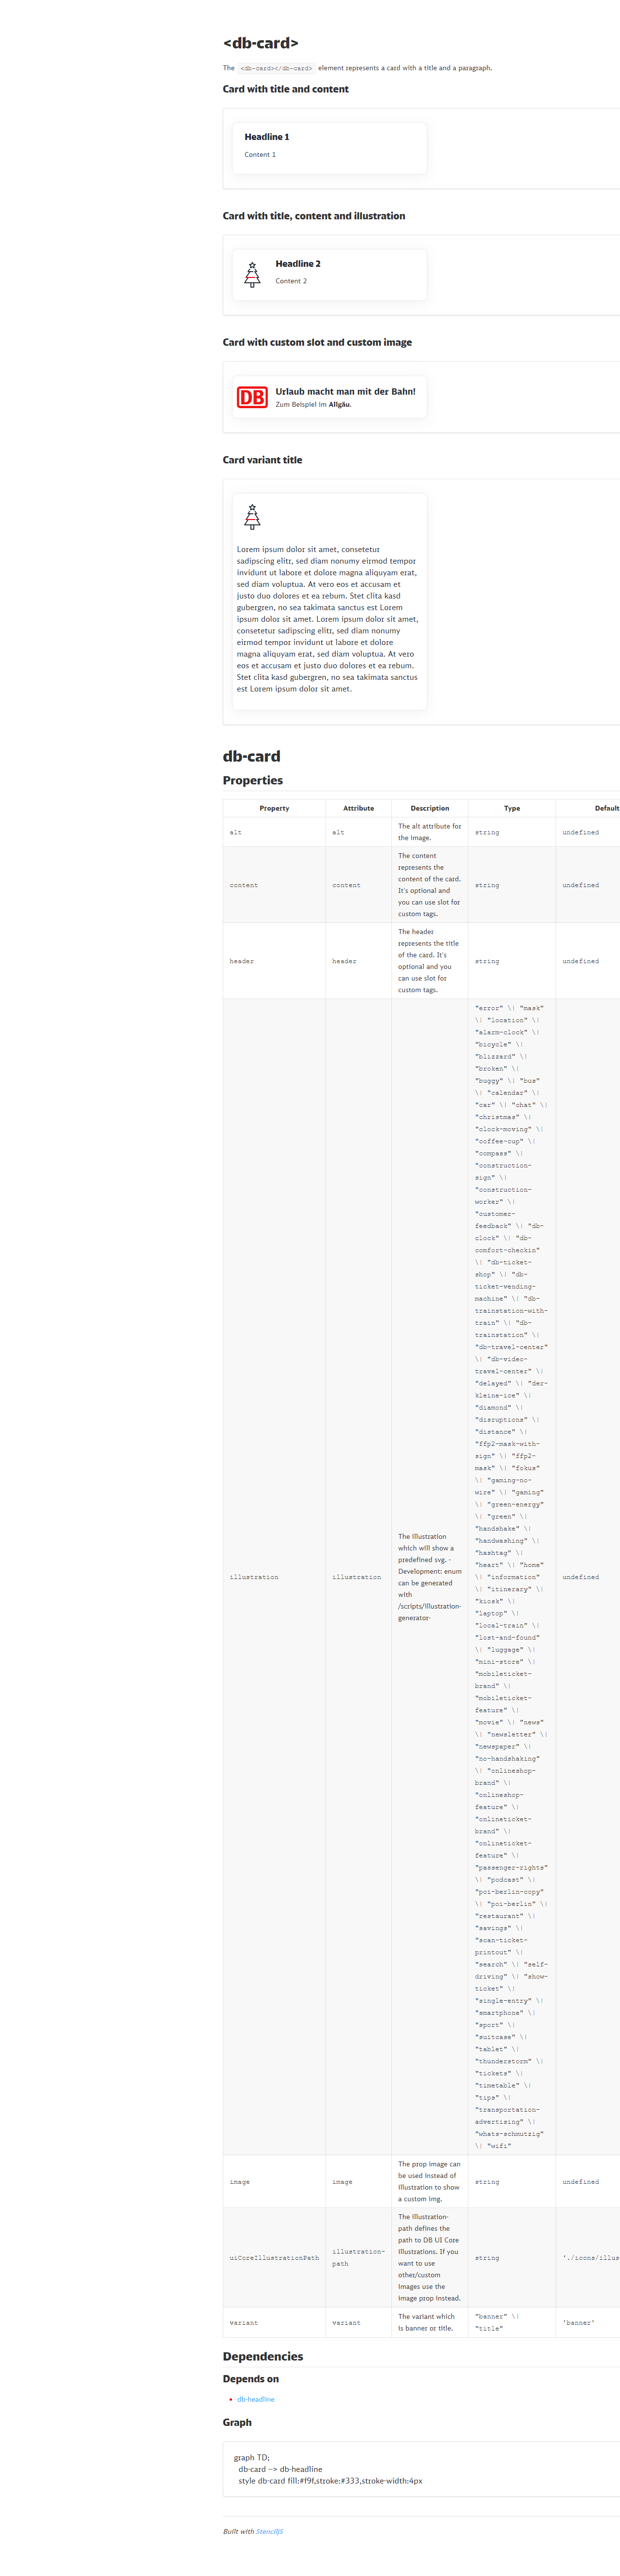 <db-card>
The <db-card></db-card> element represents a card with a title and a paragraph.
Card with title and content
Headline 1
Content 1
Card with title, content and illustration
Headline 2
Content 2
Card with custom slot and custom image
DB
Urlaub macht man mit der Bahn!
Zum Beispiel im Allgäu.
Card variant title
Lorem ipsum dolor sit amet, consetetur
sadipscing elitr, sed diam nonumy eirmod tempor
invidunt ut labore et dolore magna aliquyam erat,
sed diam voluptua. At vero eos et accusam et
justo duo dolores et ea rebum. Stet clita kasd
gubergren, no sea takimata sanctus est Lorem
ipsum dolor sit amet. Lorem ipsum dolor sit amet,
consetetur sadipscing elitr, sed diam nonumy
eirmod tempor invidunt ut labore et dolore
magna aliquyam erat, sed diam voluptua. At vero
eos et accusam et justo duo dolores et ea rebum.
Stet clita kasd gubergren, no sea takimata sanctus
est Lorem ipsum dolor sit amet.
db-card
Properties
Property Attribute Description Type Default
alt alt The alt attribute for string undefined
the image.
content content The content string undefined
represents the
content of the card.
It's optional and
you can use slot for
custom tags.
header header The header string undefined
represents the title
of the card. It's
optional and you
can use slot for
custom tags.
illustration illustration The illustration
which will show a
predefined svg. -
Development: enum
can be generated
with
/scripts/illustration-
generator-
"error" \| "mask"
\| "location" \|
"alarm-clock" \|
"bicycle" \|
"blizzard" \|
"broken" \|
"buggy" \| "bus"
\| "calendar" \|
"car" \| "chat" \|
"christmas" \|
"clock-moving" \|
"coffee-cup" \|
"compass" \|
"construction-
sign" \|
"construction-
worker" \|
"customer-
feedback" \| "db-
clock" \| "db-
comfort-checkin"
\| "db-ticket-
shop" \| "db-
ticket-vending-
machine" \| "db-
trainstation-with-
train" \| "db-
trainstation" \|
"db-travel-center"
\| "db-video-
travel-center" \|
"delayed" \| "der-
kleine-ice" \|
"diamond" \|
"disruptions" \|
"distance" \|
"ffp2-mask-with-
sign" \| "ffp2-
mask" \| "fokus"
\| "gaming-no-
wire" \| "gaming"
\| "green-energy"
\| "green" \|
"handshake" \|
"handwashing" \|
"hashtag" \|
"heart" \| "home"
\| "information"
\| "itinerary" \|
"kiosk" \|
"laptop" \|
"local-train" \|
"lost-and-found"
\| "luggage" \|
"mini-store" \|
"mobileticket-
brand" \|
"mobileticket-
feature" \|
"movie" \| "news"
\| "newsletter" \|
"newspaper" \|
"no-handshaking"
\| "onlineshop-
brand" \|
"onlineshop-
feature" \|
"onlineticket-
brand" \|
"onlineticket-
feature" \|
"passenger-rights"
\| "podcast" \|
"poi-berlin-copy"
\| "poi-berlin" \|
"restaurant" \|
"savings" \|
"scan-ticket-
printout" \|
"search" \| "self-
driving" \| "show-
ticket" \|
"single-entry" \|
"smartphone" \|
"sport" \|
"suitcase" \|
"tablet" \|
"thunderstorm" \|
"tickets" \|
"timetable" \|
"tips" \|
"transportation-
advertising" \|
"whats-schmutzig"
\| "wifi"
undefined
image image The prop image can string undefined
be used instead of
illustration to show
a custom img.
uiCoreIllustrationPath illustration-
path
The illustration-
path defines the
path to DB UI Core
illustrations. If you
want to use
other/custom
images use the
image prop instead.
string './icons/illus
variant variant The variant which
is banner or title.
"banner" \|
"title"
'banner'
Dependencies
Depends on
db-headline
Graph
graph TD;
db-card --> db-headline
style db-card fill:#f9f,stroke:#333,stroke-width:4px
Built with StencilJS